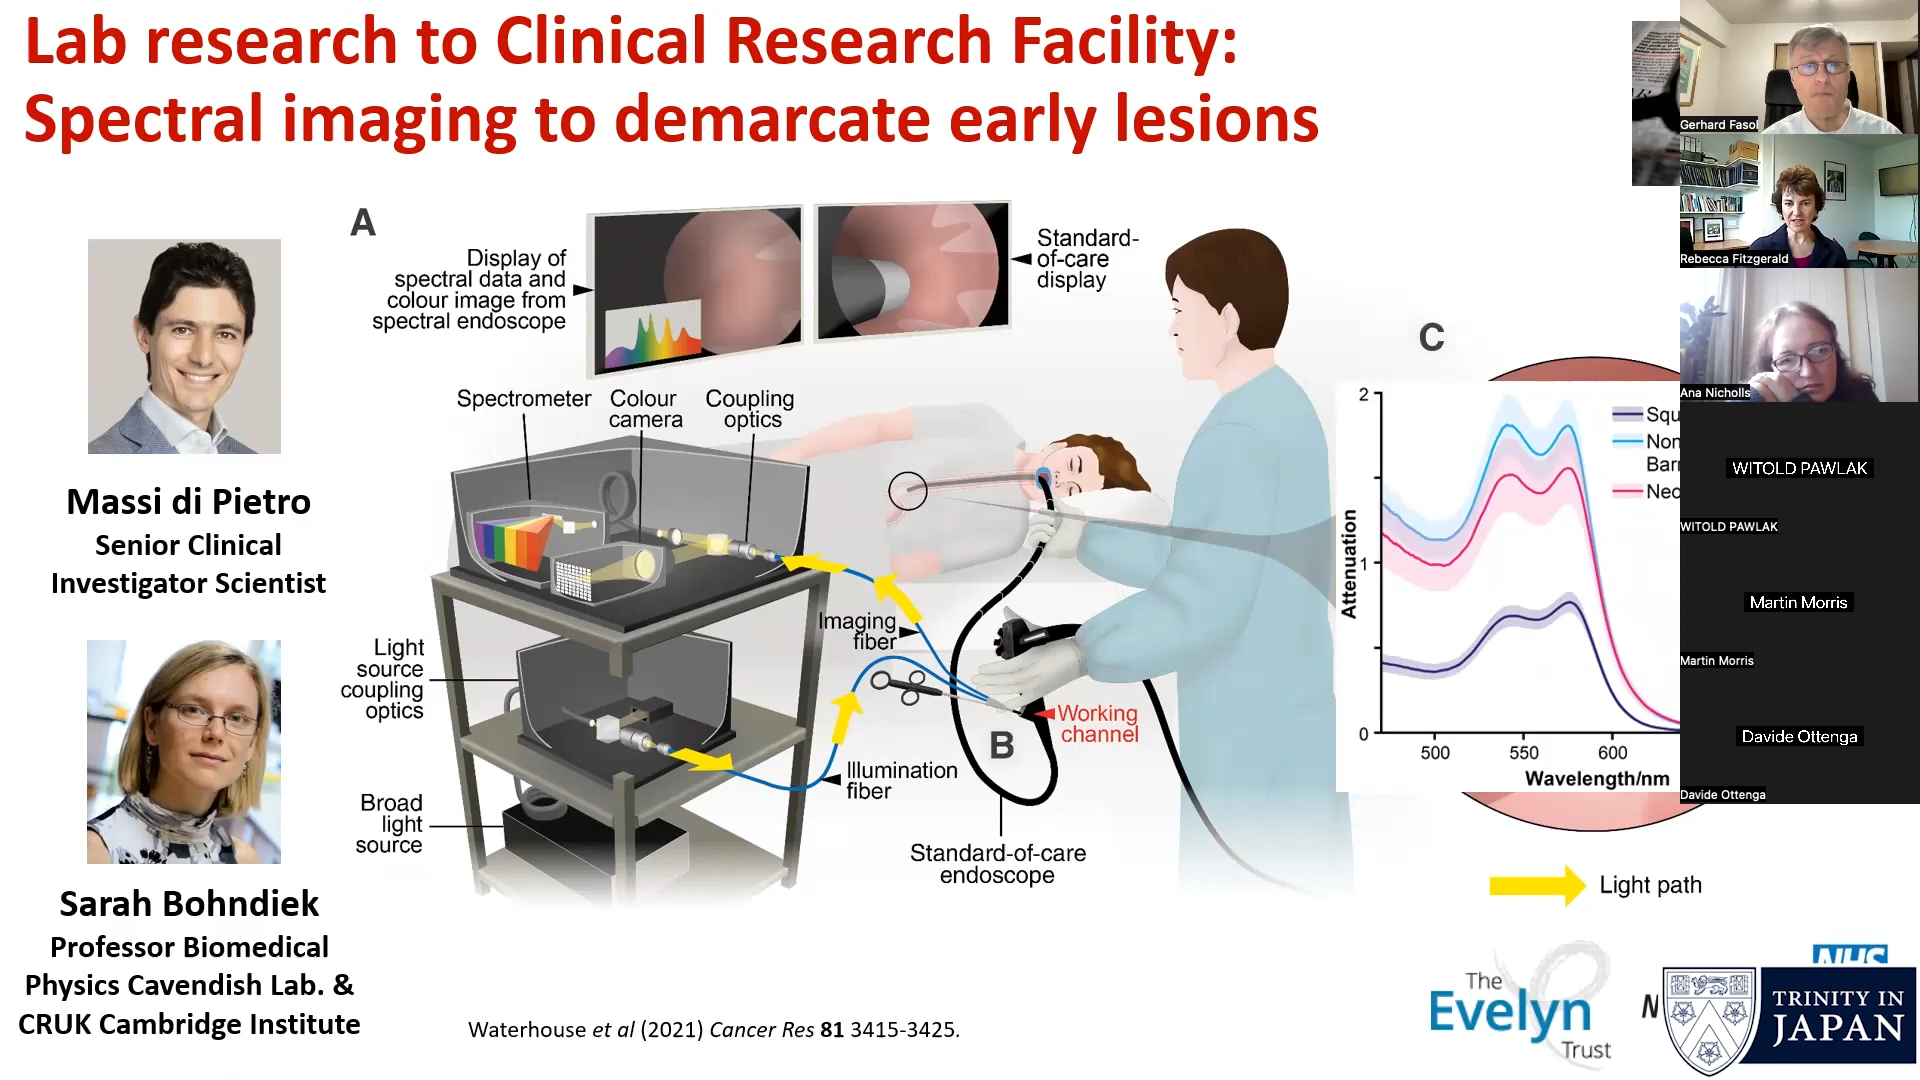 Lab research to Clinical Research Facility:
Spectral imaging to demarcate early lesions
Massi di Pietro
Senior Clinical
Investigator Scientist
Sarah Bohndiek
Professor Biomedical
Physics Cavendish Lab. &
CRUK Cambridge Institute
A
Display of
spectral data and
colour image from
spectral endoscope
Standard-
of-care
display
Spectrometer
Colour
camera
Coupling
optics
Imaging
fiber
Light
source
coupling
optics
Working
channel
B
Illumination
fiber
Broad
light
source
Standard-of-care
endoscope
C
2
1
0
Attenuation
500
550
600
Wavelength/nm
Squ
Non
Barr
Neo
Light path
Waterhouse et al (2021) Cancer Res 81 3415-3425.
The
Evelyn
Trust
NHS
N
TRINITY IN
JAPAN
Gerhard Fasol
Rebecca Fitzgerald
Ana Nicholls
WITOLD PAWLAK
WITOLD PAWLAK
Martin Morris
Martin Morris
Davide Ottenga
Davide Ottenga